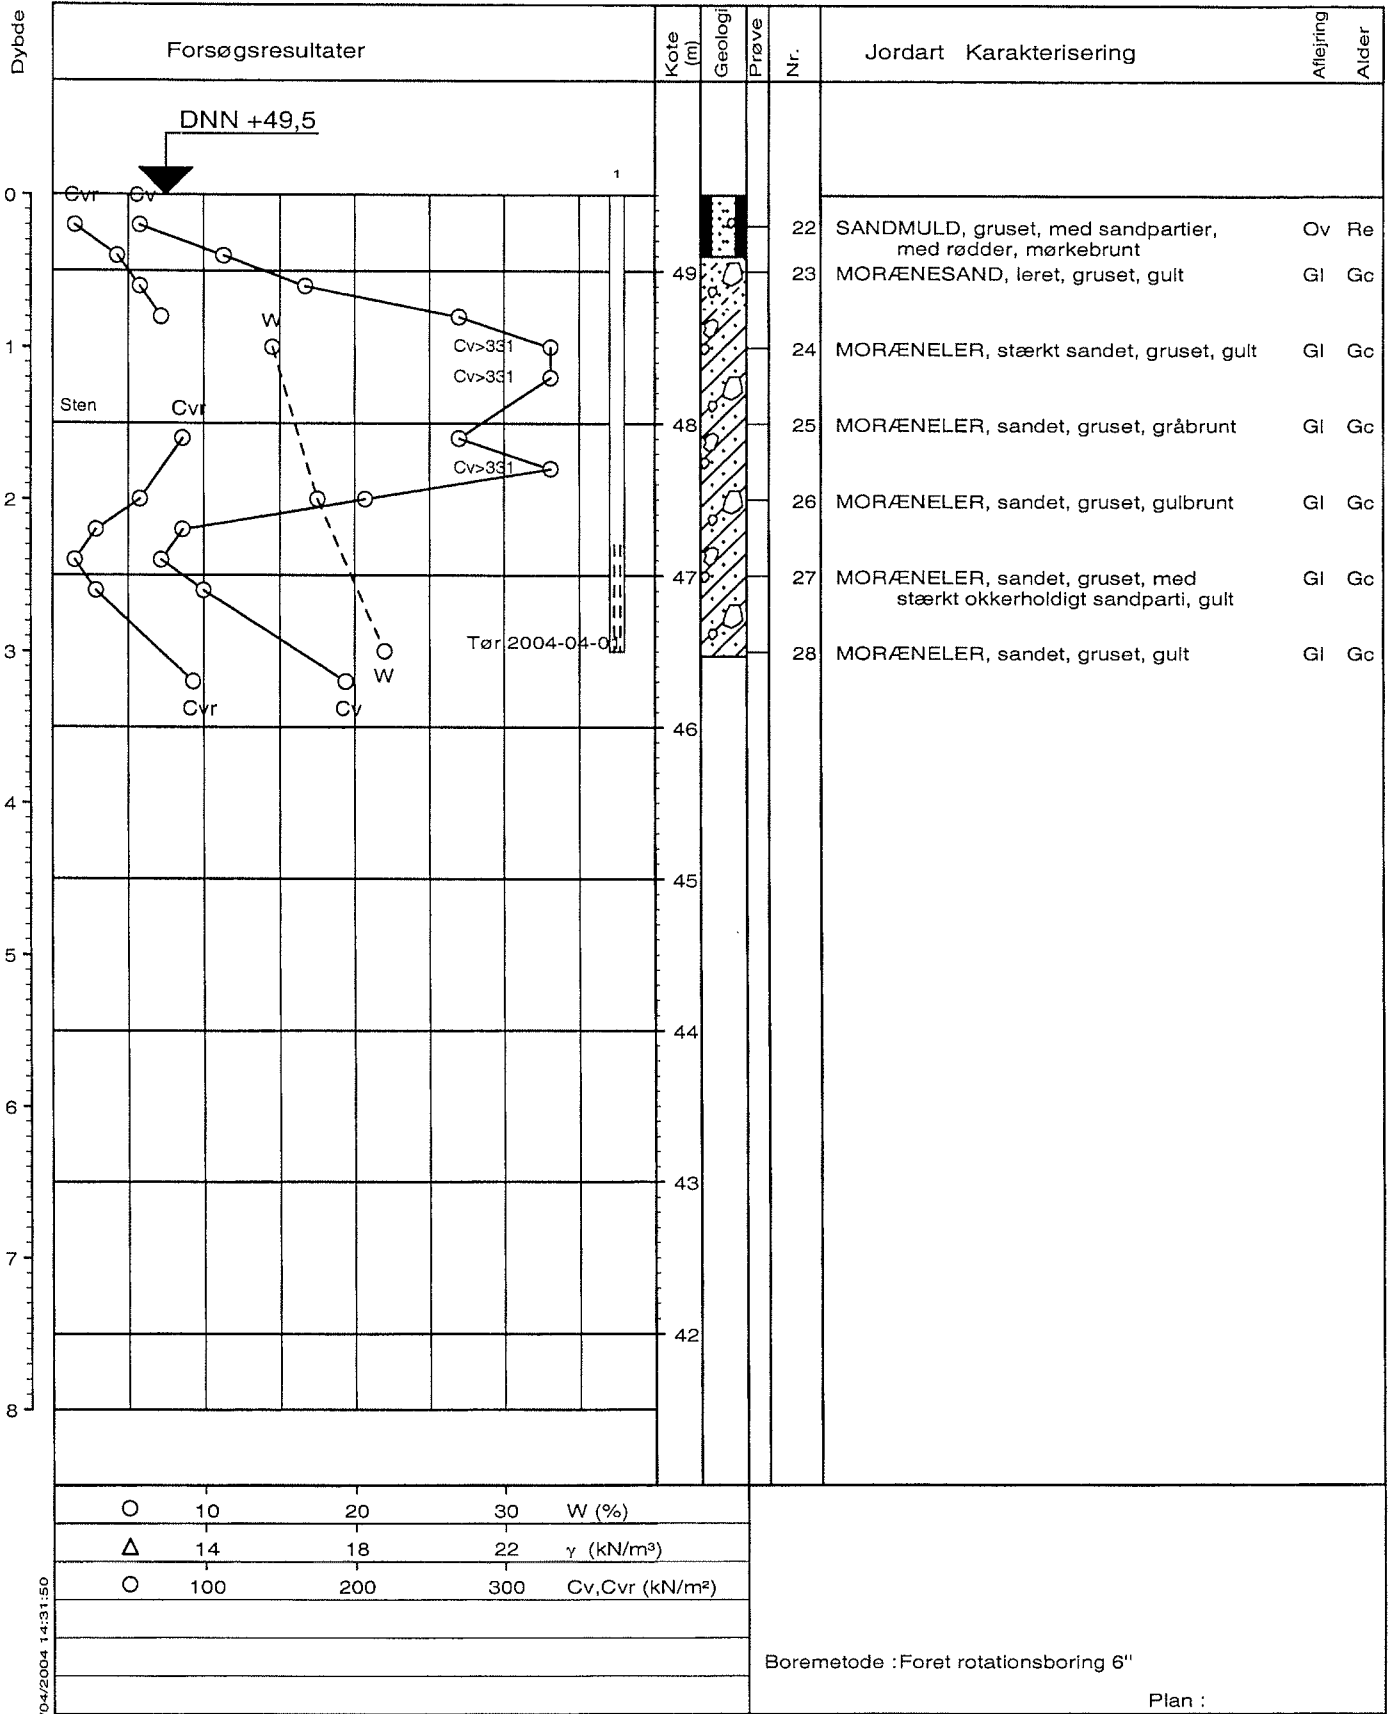 Dybde
Forsøgsresultater
Kote (m)
Geologi
Prøve
Nr.
Jordart Karakterisering
Aflejring
Alder
DNN +49,5
1
0
Cvr
Cv
22 SANDMULD, gruset, med sandpartier, Ov Re
med rødder, mørkebrunt
49
23 MORÆNESAND, leret, gruset, gult Gl Gc
W
1
Cv>331
24 MORÆNELER, stærkt sandet, gruset, gult Gl Gc
Cv>331
Sten
Cvr
48
25 MORÆNELER, sandet, gruset, gråbrunt Gl Gc
Cv>331
2
26 MORÆNELER, sandet, gruset, gulbrunt Gl Gc
47
27 MORÆNELER, sandet, gruset, med Gl Gc
stærkt okkerholdigt sandparti, gult
Tør 2004-04-01
3
28 MORÆNELER, sandet, gruset, gult Gl Gc
W
Cvr
Cv
46
4
45
5
44
6
43
7
42
8
10 20 30 W (%)
14 18 22 γ (kN/m³)
100 200 300 Cv,Cvr (kN/m²)
04/2004 14:31:50
Boremetode : Foret rotationsboring 6"
Plan :